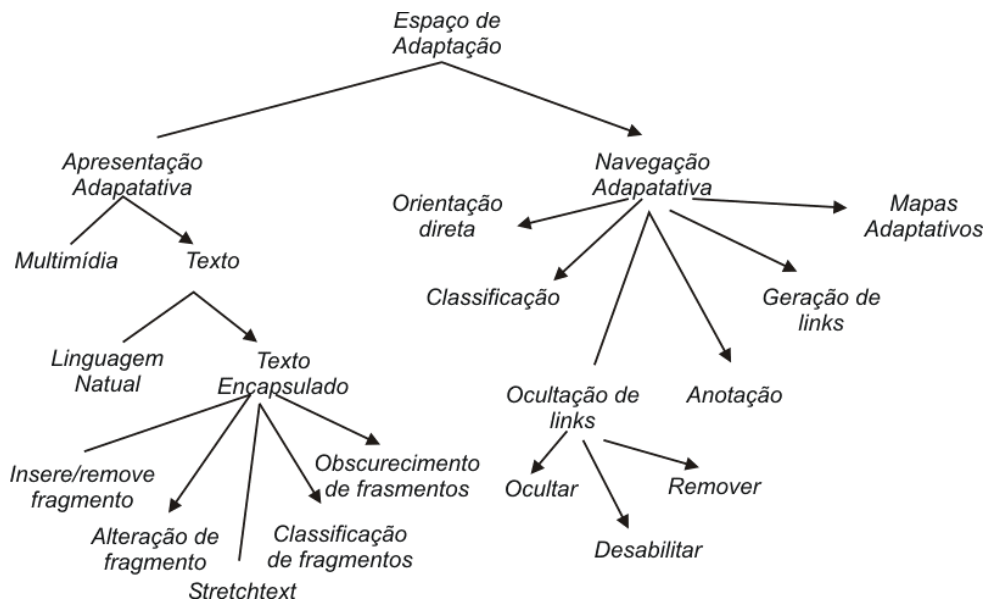 Espaço de
Adaptação
Apresentação
Adapatativa
Navegação
Adapatativa
Orientação
direta
Mapas
Adaptativos
Multimídia
Texto
Classificação
Geração de
links
Linguagem
Natual
Texto
Encapsulado
Ocultação de
links
Anotação
Insere/remove
fragmento
Obscurecimento
de frasmentos
Ocultar
Remover
Alteração de
fragmento
Classificação
de fragmentos
Desabilitar
Stretchtext